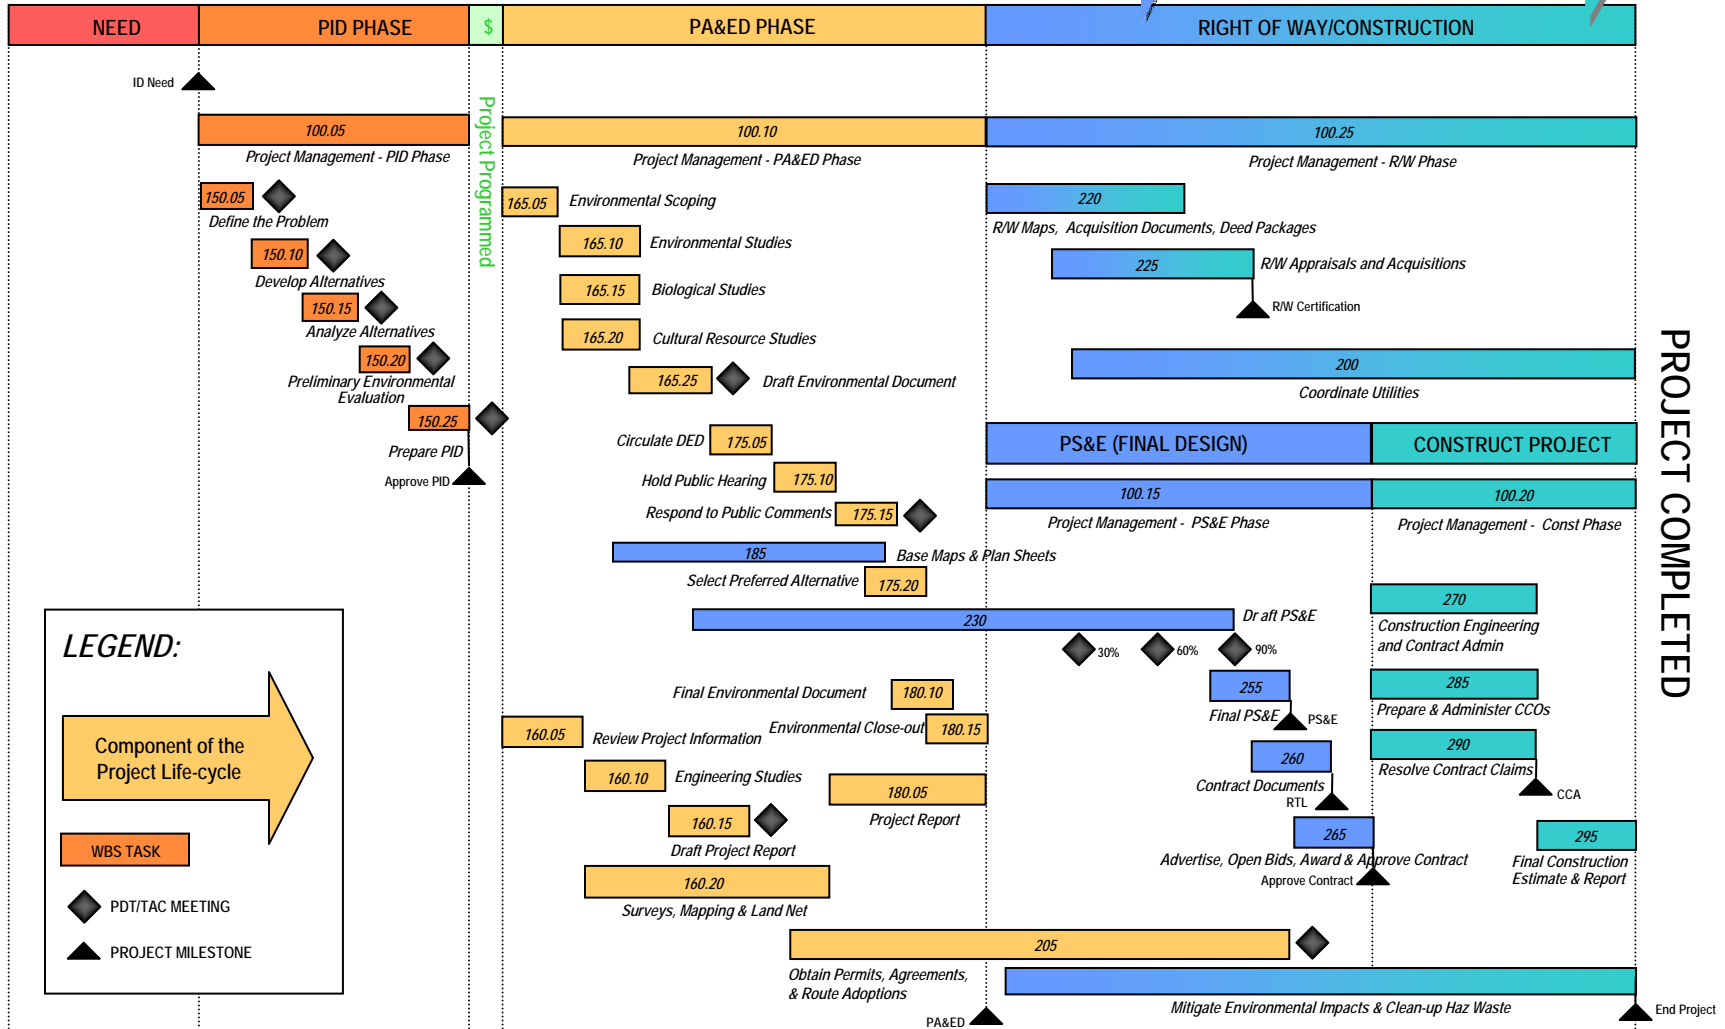 NEED
PID PHASE
$
PA&ED PHASE
RIGHT OF WAY/CONSTRUCTION
ID Need
Project Programmed
100.05
Project Management - PID Phase
100.10
Project Management - PA&ED Phase
100.25
Project Management - R/W Phase
150.05
Define the Problem
150.10
Develop Alternatives
150.15
Analyze Alternatives
150.20
Preliminary Environmental
Evaluation
150.25
Prepare PID
Approve PID
165.05
Environmental Scoping
165.10
Environmental Studies
165.15
Biological Studies
165.20
Cultural Resource Studies
165.25
Draft Environmental Document
Circulate DED
175.05
Hold Public Hearing
175.10
Respond to Public Comments
175.15
185
Base Maps & Plan Sheets
Select Preferred Alternative
175.20
230
Dr aft PS&E
30%
60%
90%
220
R/W Maps, Acquisition Documents, Deed Packages
225
R/W Appraisals and Acquisitions
R/W Certification
200
Coordinate Utilities
PS&E (FINAL DESIGN)
CONSTRUCT PROJECT
100.15
Project Management - PS&E Phase
100.20
Project Management - Const Phase
PROJECT COMPLETED
Final Environmental Document
180.10
Environmental Close-out
180.15
160.05
Review Project Information
160.10
Engineering Studies
180.05
Project Report
160.15
Draft Project Report
160.20
Surveys, Mapping & Land Net
255
Final PS&E
PS&E
260
Contract Documents
RTL
265
Advertise, Open Bids, Award & Approve Contract
Approve Contract
270
Construction Engineering
and Contract Admin
285
Prepare & Administer CCOs
290
Resolve Contract Claims
CCA
295
Final Construction
Estimate & Report
205
Obtain Permits, Agreements,
& Route Adoptions
Mitigate Environmental Impacts & Clean-up Haz Waste
PA&ED
End Project
LEGEND:
Component of the
Project Life-cycle
WBS TASK
PDT/TAC MEETING
PROJECT MILESTONE